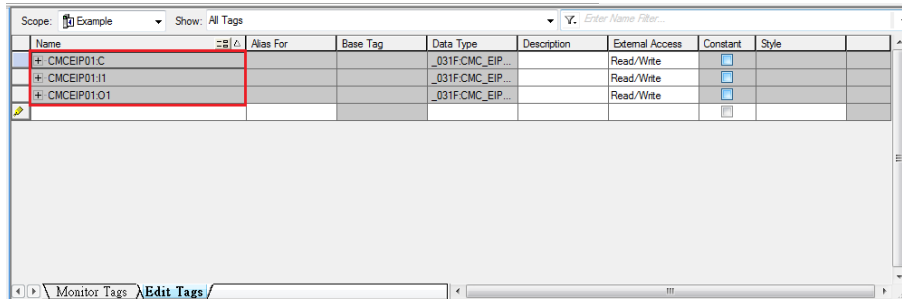 Scope: Example Show: All Tags Enter Name Filter...
Name Alias For Base Tag Data Type Description External Access Constant Style
CMCEIP01:C _031F:CMC_EIP... Read/Write
CMCEIP01:I1 _031F:CMC_EIP... Read/Write
CMCEIP01:O1 _031F:CMC_EIP... Read/Write
Monitor Tags Edit Tags